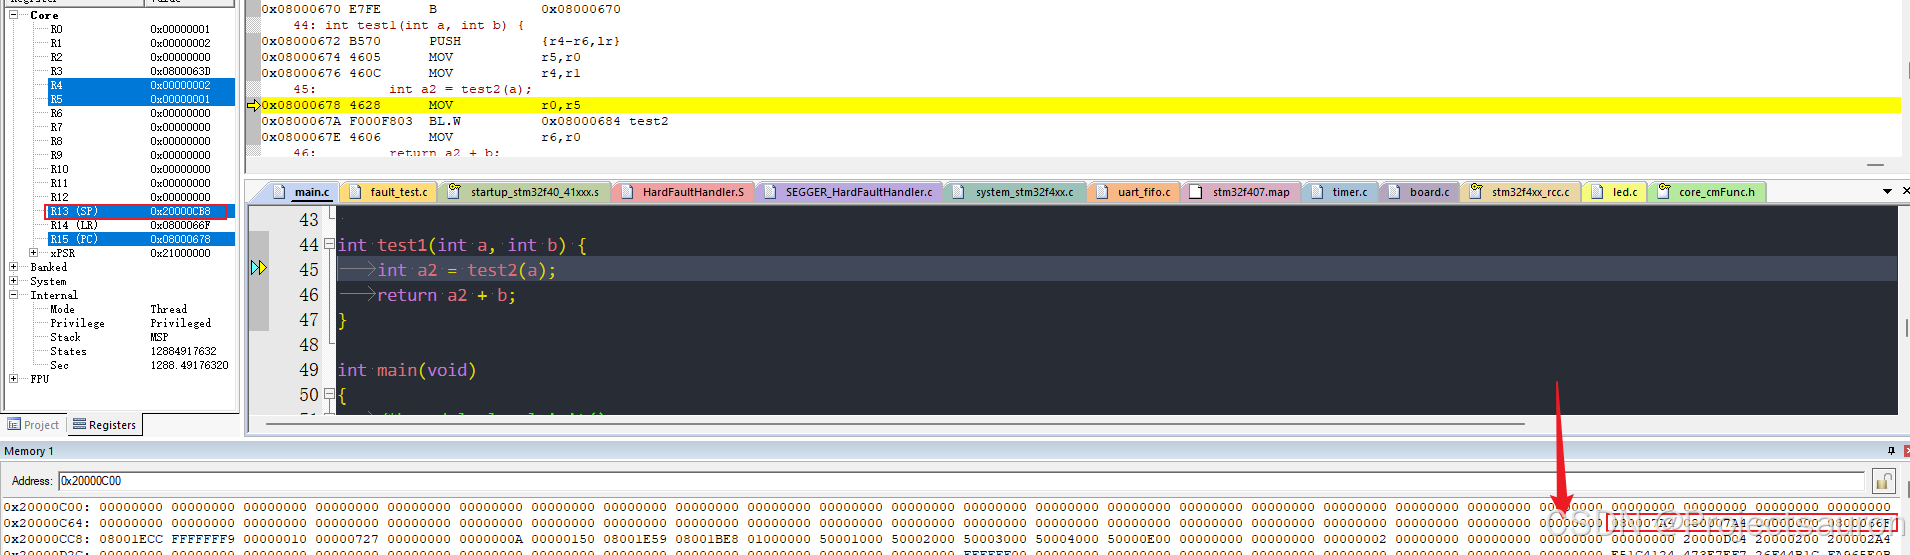 Register Value
Core
R0 0x00000001
R1 0x00000002
R2 0x00000000
R3 0x0800063D
R4 0x00000002
R5 0x00000001
R6 0x00000000
R7 0x00000000
R8 0x00000000
R9 0x00000000
R10 0x00000000
R11 0x00000000
R12 0x00000000
R13 (SP) 0x20000CB8
R14 (LR) 0x0800066F
R15 (PC) 0x08000678
xPSR 0x21000000
Banked
System
Internal
Mode Thread
Privilege Privileged
Stack MSP
States 12884917632
Sec 1288.49176320
FPU
Project Registers
0x08000670 E7FE B 0x08000670
44: int test1(int a, int b) {
0x08000672 B570 PUSH {r4-r6,lr}
0x08000674 4605 MOV r5,r0
0x08000676 460C MOV r4,r1
45: int a2 = test2(a);
0x08000678 4628 MOV r0,r5
0x0800067A F000F803 BL.W 0x08000684 test2
0x0800067E 4606 MOV r6,r0
46: return a2 + b;
main.c fault_test.c startup_stm32f40_41xxx.s HardFaultHandler.S SEGGER_HardFaultHandler.c system_stm32f4xx.c uart_fifo.c stm32f407.map timer.c board.c stm32f4xx_rcc.c led.c core_cmFunc.h
43
44 int test1(int a, int b) {
45 int a2 = test2(a);
46 return a2 + b;
47 }
48
49 int main(void)
50 {
Memory 1
Address: 0x20000C00
0x20000C00: 00000000 00000000 00000000 00000000 00000000 00000000 00000000 00000000 00000000 00000000 00000000 00000000 00000000 00000000 00000000 00000000 00000000 00000000 00000000 00000000 00000000 00000000 00000000 00000000 00000000
0x20000C64: 00000000 00000000 00000000 00000000 00000000 00000000 00000000 00000000 00000000 00000000 00000000 00000000 00000000 00000000 00000000 00000000 00000000 00000000 00000000 00000000 00000000 080007A4 080007A4 00000000 0800066F
0x20000CC8: 08001ECC FFFFFFF9 00000010 08000727 0000000A 00000150 08001E59 08001BE8 01000000 50001000 50002000 50003000 50004000 50000E00 00000000 00000000 00000000 00000002 00000000 00000000 00000000 20000DC4 20000200 200002A4